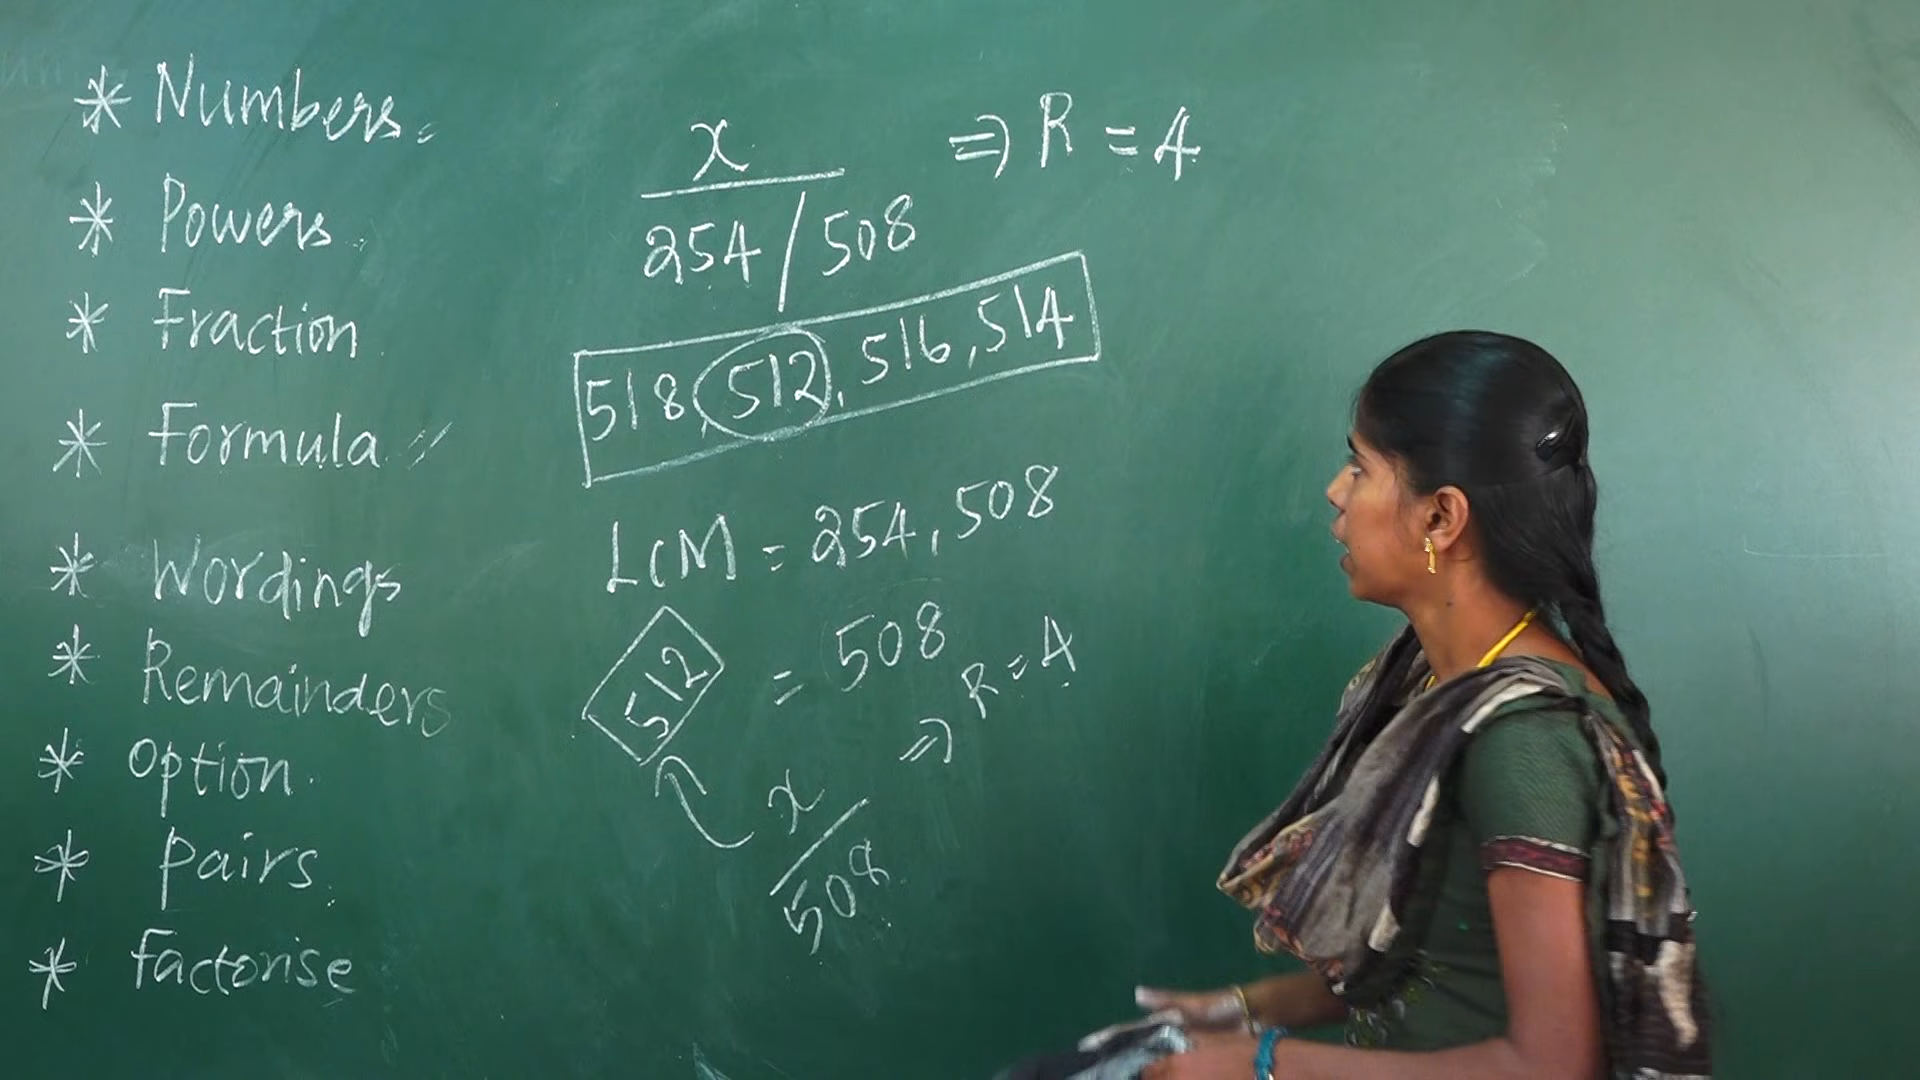 * Numbers.
* Powers.
* Fraction
* Formula
* Wordings
* Remainders
* Option.
* Pairs.
* Factorise
x ⇒ R = 4
254 / 508
518, 512, 516, 514
LCM = 254, 508
= 508
512
⇒ R = 4
x / 508